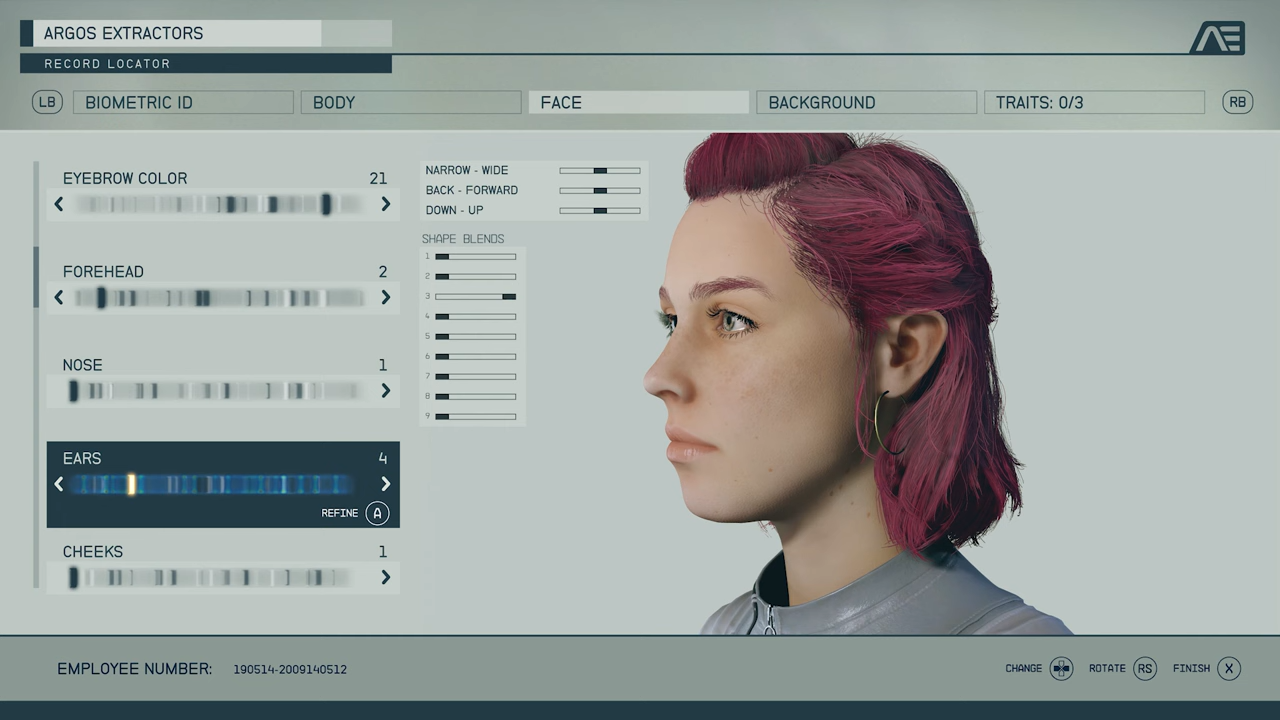 ARGOS EXTRACTORS
RECORD LOCATOR
AE
LB
BIOMETRIC ID
BODY
FACE
BACKGROUND
TRAITS: 0/3
RB
EYEBROW COLOR 21
FOREHEAD 2
NOSE 1
EARS 4
REFINE A
CHEEKS 1
NARROW - WIDE
BACK - FORWARD
DOWN - UP
SHAPE BLENDS
1
2
3
4
5
6
7
8
9
EMPLOYEE NUMBER: 190514-2009140512
CHANGE
ROTATE RS
FINISH X